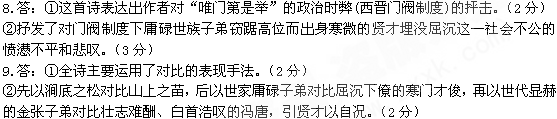 8.答：①这首诗表达出作者对“唯门第是举”的政治时弊(西晋门阀制度)的抨击。（2分）
②抒发了对门阀制度下庸碌世族子弟窃踞高位而出身寒微的贤才埋没屈沉这一社会不公的
愤懑不平和悲叹。（3分）
9.答：①全诗主要运用了对比的表现手法。（2分）
②先以涧底之松对比山上之苗，后以世家庸碌子弟对比屈沉下僚的寒门才俊，再以世代显赫
的金张子弟对比壮志难酬、白首浩叹的冯唐，引贤才以自况。（2分）